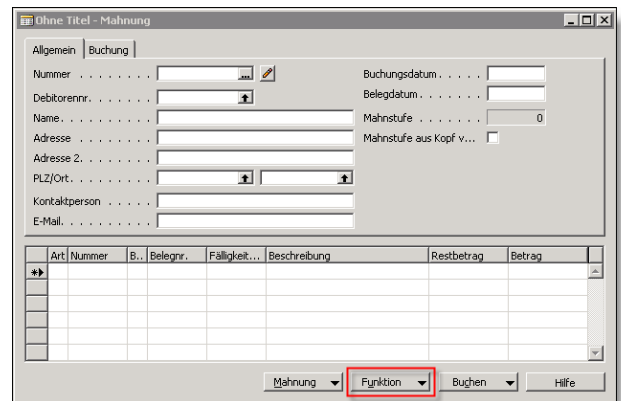 Ohne Titel - Mahnung
Allgemein Buchung
Nummer . . . . . . . . ... Buchungsdatum . . . . .
Debitorennr. . . . . . . Belegdatum . . . . . . .
Name. . . . . . . . . . Mahnstufe . . . . . . . 0
Adresse . . . . . . . . Mahnstufe aus Kopf v...
Adresse 2. . . . . . . .
PLZ/Ort. . . . . . . . .
Kontaktperson . . . . .
E-Mail. . . . . . . . . .
Art Nummer B.. Belegnr. Fälligkeit... Beschreibung Restbetrag Betrag
Mahnung Funktion Buchen Hilfe